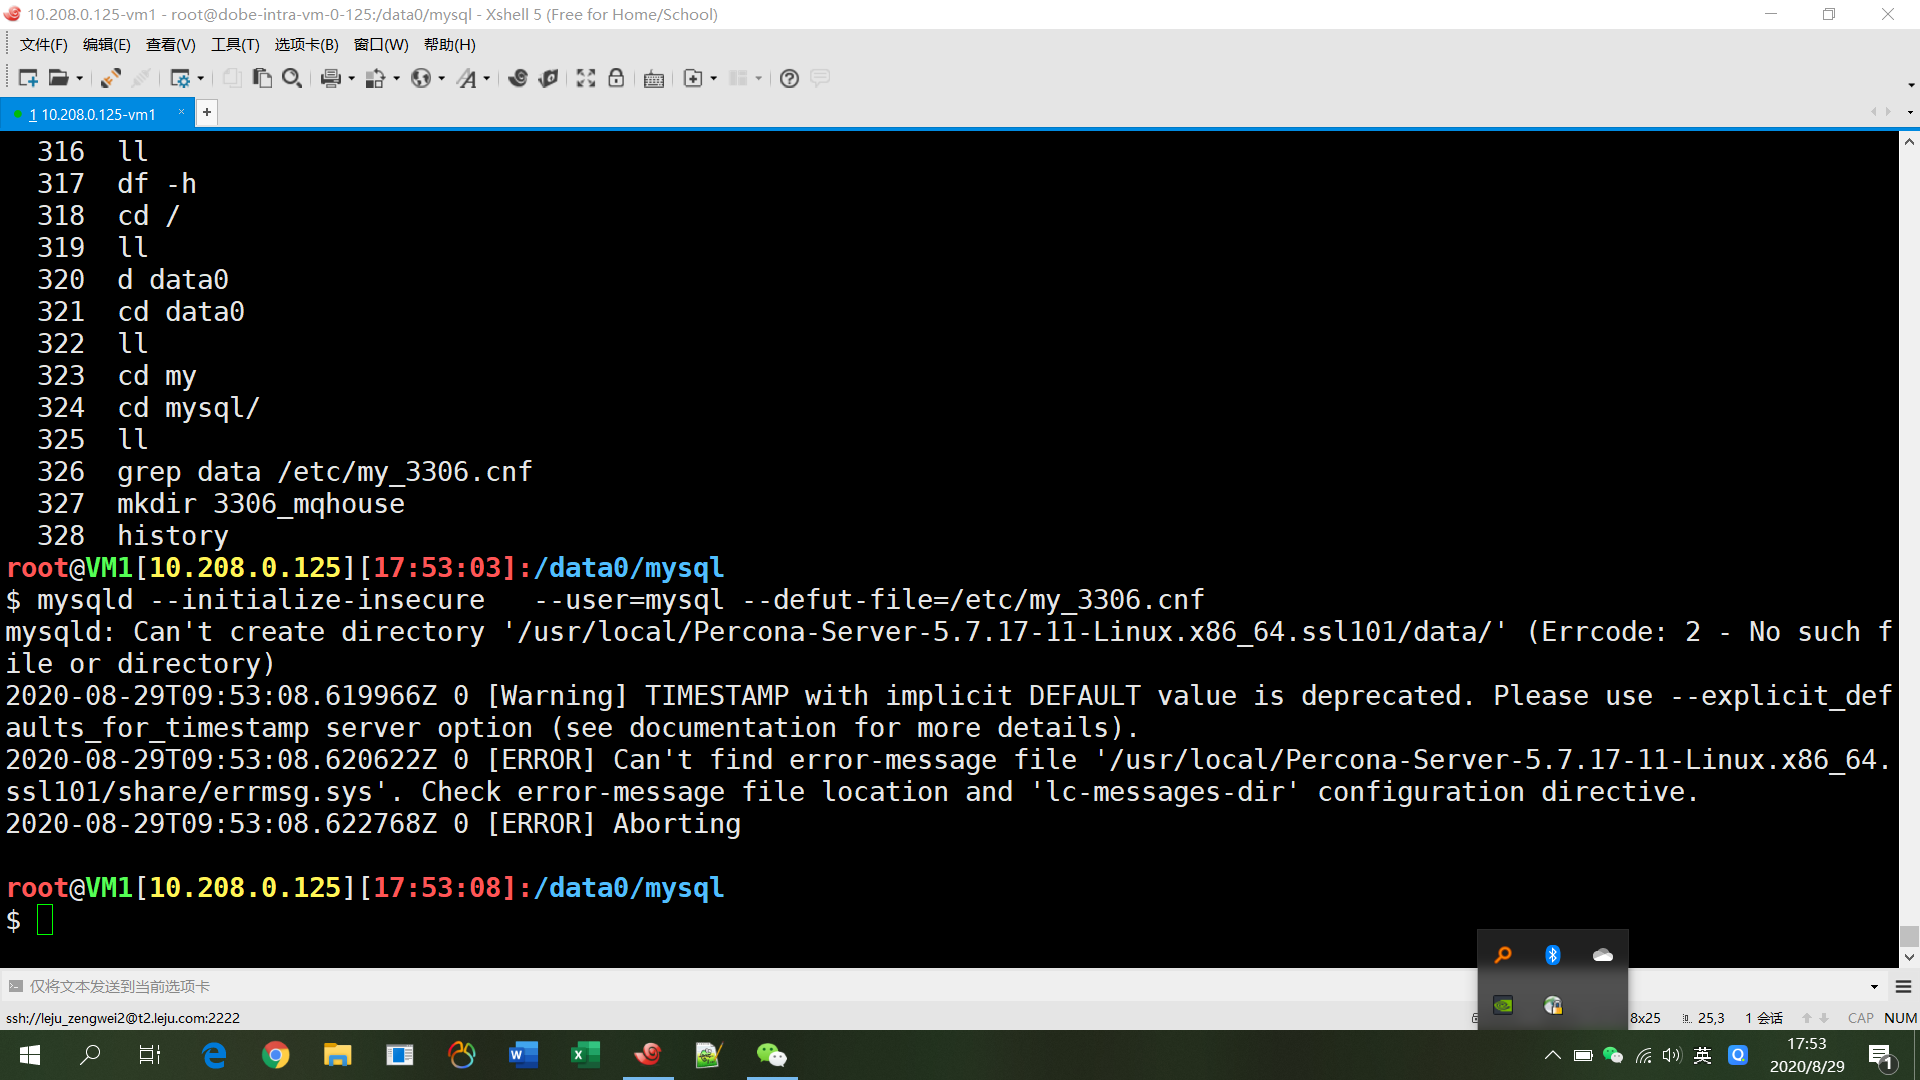 10.208.0.125-vm1 - root@dobe-intra-vm-0-125:/data0/mysql - Xshell 5 (Free for Home/School)
文件(F) 编辑(E) 查看(V) 工具(T) 选项卡(B) 窗口(W) 帮助(H)
1 10.208.0.125-vm1 × +
316 ll
317 df -h
318 cd /
319 ll
320 d data0
321 cd data0
322 ll
323 cd my
324 cd mysql/
325 ll
326 grep data /etc/my_3306.cnf
327 mkdir 3306_mqhouse
328 history
root@VM1[10.208.0.125][17:53:03]:/data0/mysql
$ mysqld --initialize-insecure   --user=mysql --defut-file=/etc/my_3306.cnf
mysqld: Can't create directory '/usr/local/Percona-Server-5.7.17-11-Linux.x86_64.ssl101/data/' (Errcode: 2 - No such f
ile or directory)
2020-08-29T09:53:08.619966Z 0 [Warning] TIMESTAMP with implicit DEFAULT value is deprecated. Please use --explicit_def
aults_for_timestamp server option (see documentation for more details).
2020-08-29T09:53:08.620622Z 0 [ERROR] Can't find error-message file '/usr/local/Percona-Server-5.7.17-11-Linux.x86_64.
ssl101/share/errmsg.sys'. Check error-message file location and 'lc-messages-dir' configuration directive.
2020-08-29T09:53:08.622768Z 0 [ERROR] Aborting
root@VM1[10.208.0.125][17:53:08]:/data0/mysql
$
仅将文本发送到当前选项卡
ssh://leju_zengwei2@t2.leju.com:2222 8x25 25,3 1 会话 CAP NUM
英 17:53
2020/8/29 1